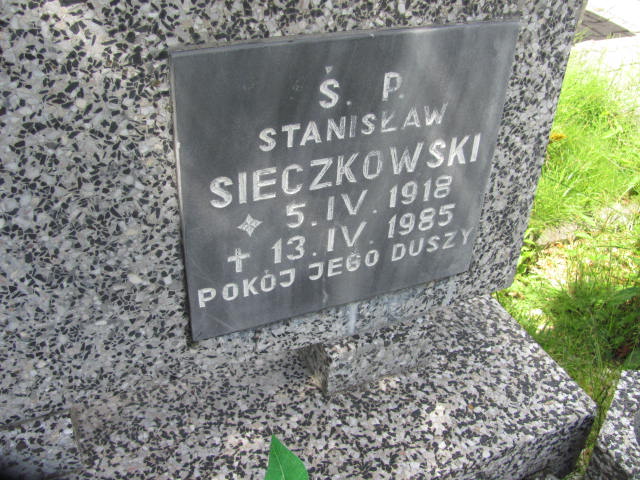 Ś. P.
STANISŁAW
SIECZKOWSKI
5.IV.1918
13.IV.1985
POKÓJ JEGO DUSZY